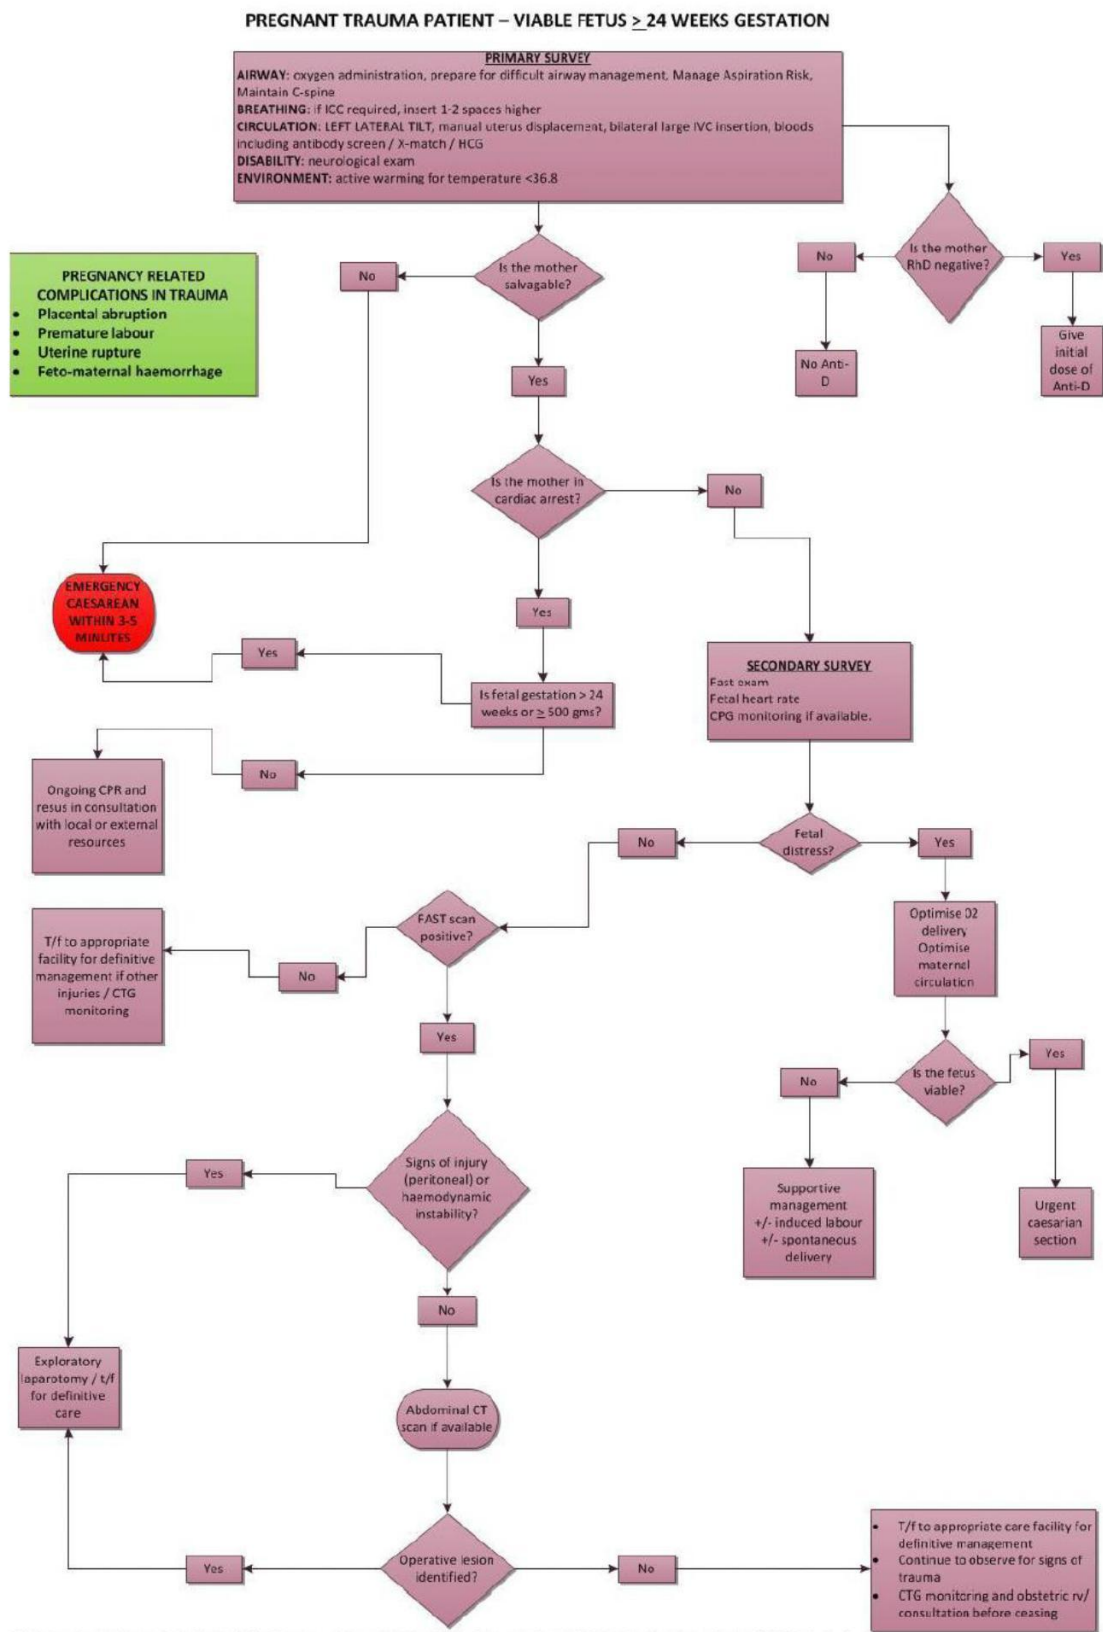 PREGNANT TRAUMA PATIENT – VIABLE FETUS ≥ 24 WEEKS GESTATION
PRIMARY SURVEY
AIRWAY: oxygen administration, prepare for difficult airway management, Manage Aspiration Risk,
Maintain C-spine
BREATHING: if ICC required, insert 1-2 spaces higher
CIRCULATION: LEFT LATERAL TILT, manual uterus displacement, bilateral large IVC insertion, bloods
including antibody screen / X-match / HCG
DISABILITY: neurological exam
ENVIRONMENT: active warming for temperature <36.8
Is the mother
RhD negative?
No
Yes
No Anti-
D
Give
initial
dose of
Anti-D
PREGNANCY RELATED
COMPLICATIONS IN TRAUMA
• Placental abruption
• Premature labour
• Uterine rupture
• Feto-maternal haemorrhage
Is the mother
salvagable?
No
Yes
Is the mother in
cardiac arrest?
No
Yes
EMERGENCY
CAESAREAN
WITHIN 3-5
MINUTES
Yes
Is fetal gestation > 24
weeks or ≥ 500 gms?
No
Ongoing CPR and
resus in consultation
with local or external
resources
SECONDARY SURVEY
Fast exam
Fetal heart rate
CPG monitoring if available.
Fetal
distress?
No
Yes
Optimise 02
delivery
Optimise
maternal
circulation
Is the fetus
viable?
No
Yes
Supportive
management
+/- induced labour
+/- spontaneous
delivery
Urgent
caesarian
section
FAST scan
positive?
No
T/f to appropriate
facility for definitive
management if other
injuries / CTG
monitoring
Yes
Signs of injury
(peritoneal) or
haemodynamic
instability?
Yes
No
Exploratory
laparotomy / t/f
for definitive
care
Abdominal CT
scan if available
Operative lesion
identified?
Yes
No
• T/f to appropriate care facility for
definitive management
• Continue to observe for signs of
trauma
• CTG monitoring and obstetric rv/
consultation before ceasing